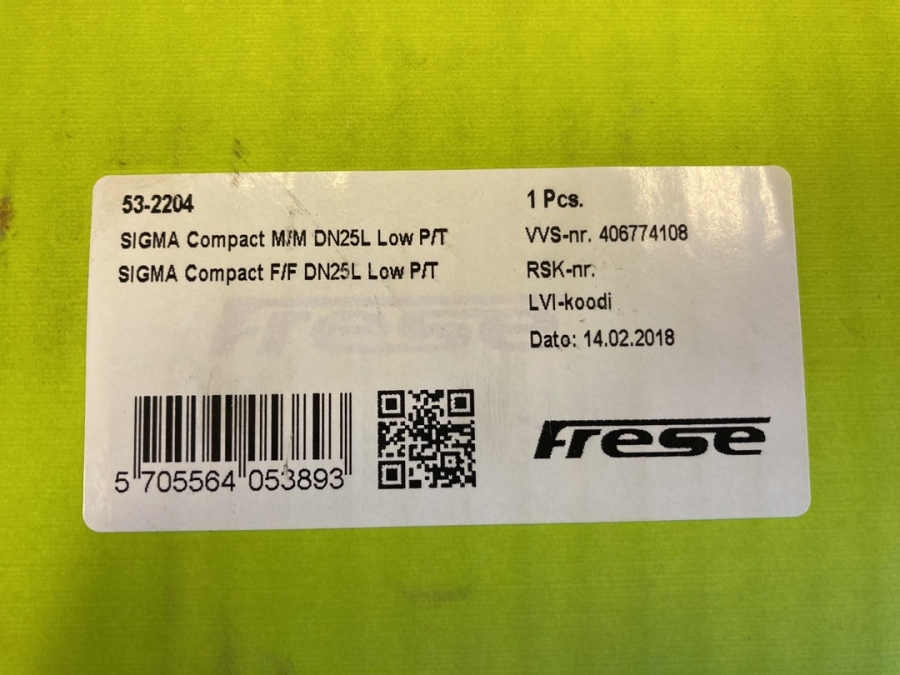 53-2204
SIGMA Compact M/M DN25L Low P/T
SIGMA Compact F/F DN25L Low P/T
1 Pcs.
VVS-nr. 406774108
RSK-nr.
LVI-koodi
Dato: 14.02.2018
Frese
5 705564 053893
Frese